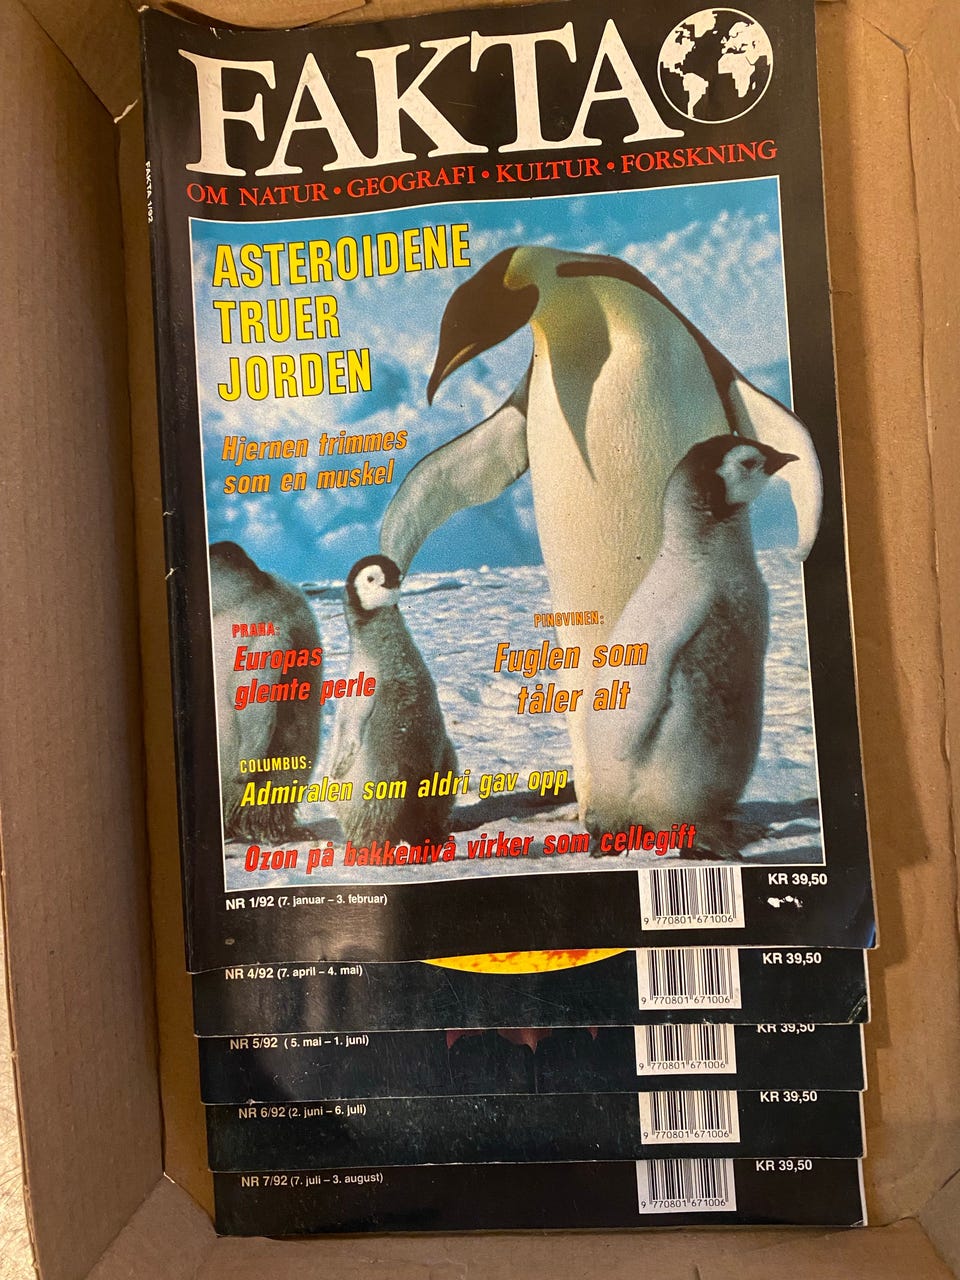 FAKTA
OM NATUR • GEOGRAFI • KULTUR • FORSKNING
FAKTA 1/92
ASTEROIDENE
TRUER
JORDEN
Hjernen trimmes
som en muskel
PRAHA:
Europas
glemte perle
PINGVINEN:
Fuglen som
tåler alt
COLUMBUS:
Admiralen som aldri gav opp
Ozon på bakkenivå virker som cellegift
NR 1/92 (7. januar – 3. februar)
9 770801 671006
KR 39,50
NR 4/92 (7. april – 4. mai)
9 770801 671006
KR 39,50
NR 5/92 ( 5. mai – 1. juni)
9 770801 671006
KR 39,50
NR 6/92 (2. juni – 6. juli)
9 770801 671006
KR 39,50
NR 7/92 (7. juli – 3. august)
9 770801 671006
KR 39,50